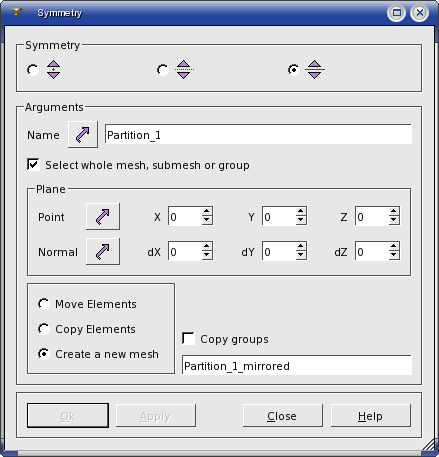 Symmetry
Symmetry
Arguments
Name Partition_1
Select whole mesh, submesh or group
Plane
Point X 0 Y 0 Z 0
Normal dX 0 dY 0 dZ 0
Move Elements
Copy Elements
Create a new mesh
Copy groups
Partition_1_mirrored
Ok Apply Close Help